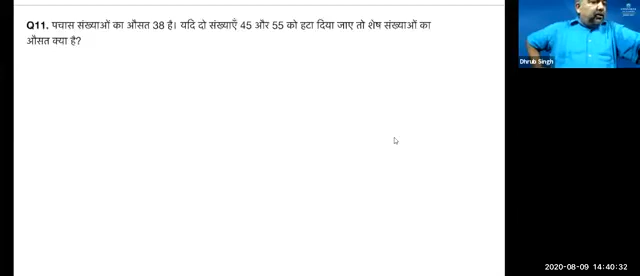 Q11. पचास संख्याओं का औसत 38 है। यदि दो संख्याएँ 45 और 55 को हटा दिया जाए तो शेष संख्याओं का
औसत क्या है?
Dhrub Singh
2020-08-09 14:40:32